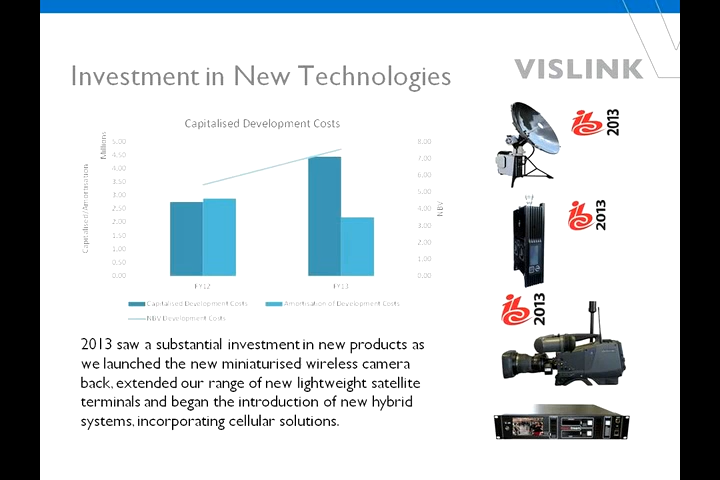 Investment in New Technologies
VISLINK
Capitalised Development Costs
Millions
Capitalised/Amortisation
5.00
4.50
4.00
3.50
3.00
2.50
2.00
1.50
1.00
0.50
0.00
8.00
7.00
6.00
5.00
4.00
3.00
2.00
1.00
0.00
NBV
FY12
FY13
Capitalised Development Costs
Amortisation of Development Costs
NBV Development Costs
2013 saw a substantial investment in new products as
we launched the new miniaturised wireless camera
back, extended our range of new lightweight satellite
terminals and began the introduction of new hybrid
systems, incorporating cellular solutions.
ibc 2013
ibc 2013
ibc 2013